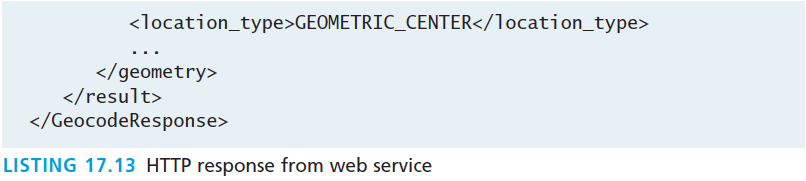 <location_type>GEOMETRIC_CENTER</location_type>
...
</geometry>
</result>
</GeocodeResponse>
LISTING 17.13 HTTP response from web service